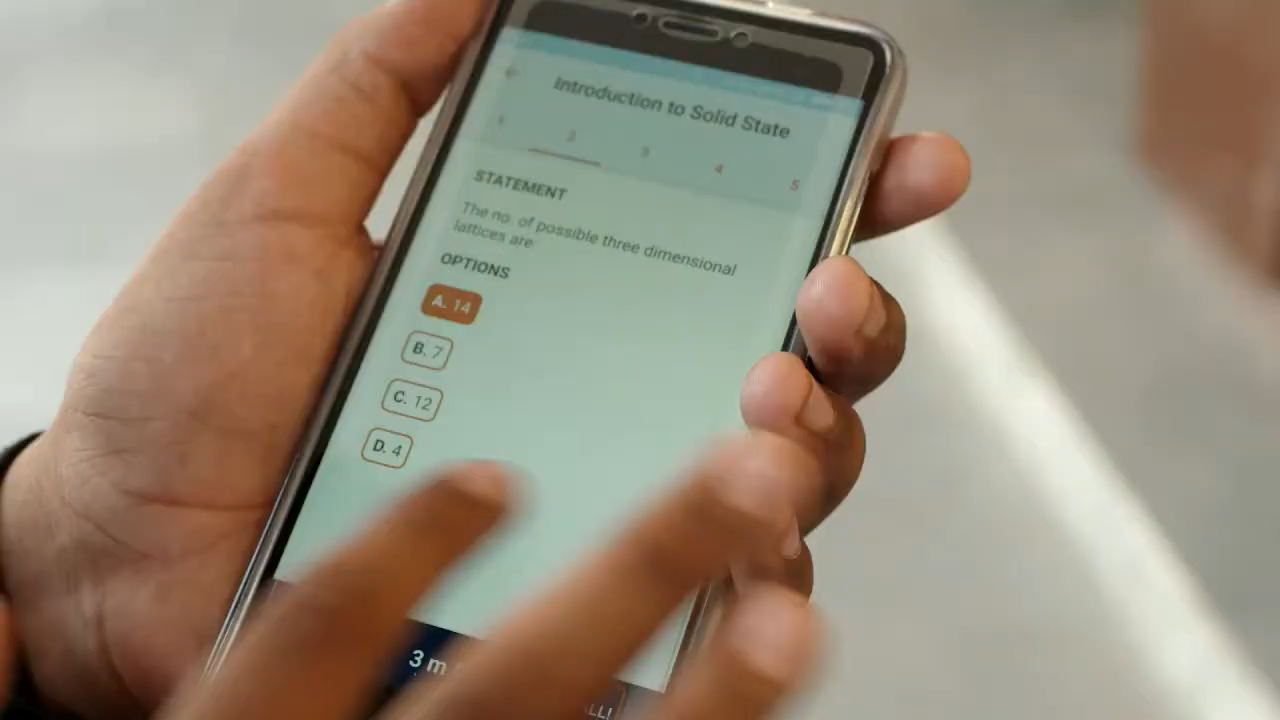 Introduction to Solid State
1 2 3 4 5
STATEMENT
The no. of possible three dimensional
lattices are
OPTIONS
A. 14
B. 7
C. 12
D. 4
3 m
LL!